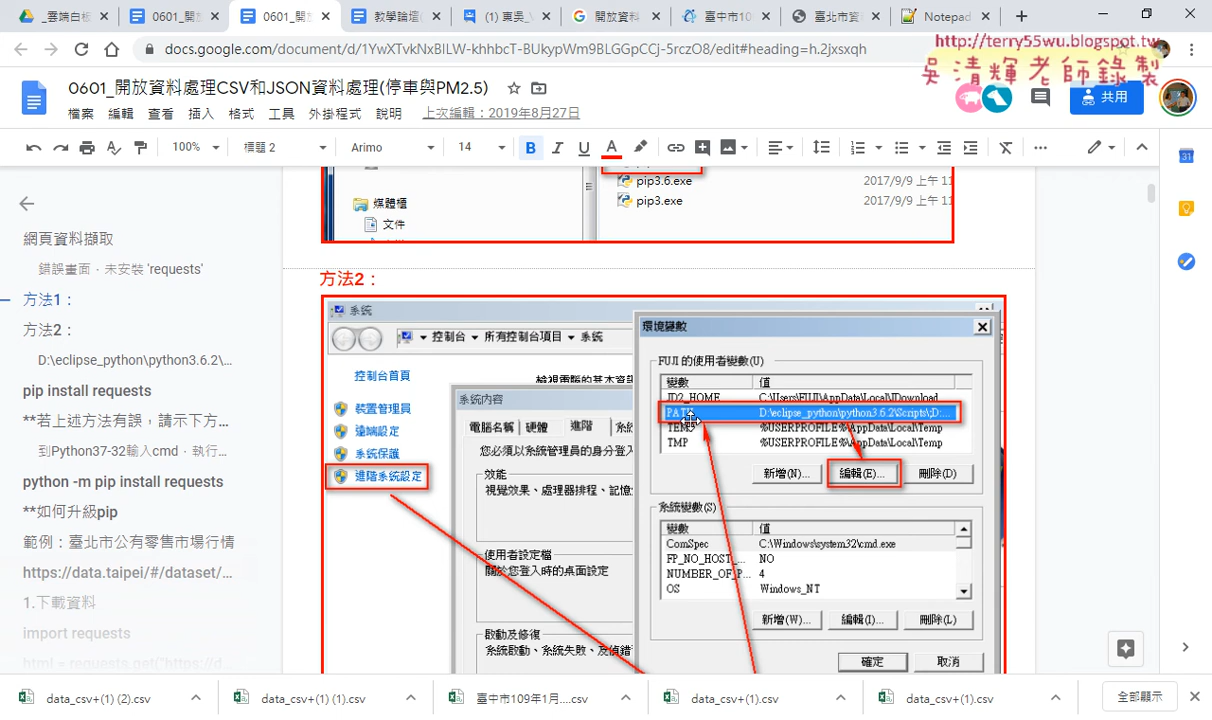 _雲端白板
0601_開
0601_開
教學論壇(
(1) 東吳_V
開放資料
臺中市10
臺北市資
Notepad
docs.google.com/document/d/1YwXTvkNxBILW-khhbcT-BUkypWm9BLGGpCCj-5rczO8/edit#heading=h.2jxsxqh
http://terry55wu.blogspot.tw
吳清輝老師錄製
0601_開放資料處理CSV和JSON資料處理(停車與PM2.5)
檔案 編輯 查看 插入 格式 工具 外掛程式 說明 上次編輯：2019年8月27日
共用
100% 標題 2 Arimo 14 B I U A
31
網頁資料擷取
錯誤畫面，未安裝 'requests'
方法1：
方法2：
D:\eclipse_python\python3.6.2\...
pip install requests
**若上述方法有誤，請示下方...
到Python37-32輸入cmd，執行...
python -m pip install requests
**如何升級pip
範例：臺北市公有零售市場行情
https://data.taipei/#/dataset/...
1.下載資料
import requests
html = requests.get("https://d
媒體櫃
文件
pip3.6.exe 2017/9/9 上午 11
pip3.exe 2017/9/9 上午 11
方法2：
系統
控制台 所有控制台項目 系統
控制台首頁
裝置管理員
遠端設定
系統保護
進階系統設定
檢視電腦的基本資訊
系統內容
電腦名稱 硬體 進階 系統
您必須以系統管理員的身分登入
效能
視覺效果、處理器排程、記憶
使用者設定檔
關於您登入時的桌面設定
啟動及修復
系統啟動、系統失敗、及偵錯
環境變數
FUJI 的使用者變數(U)
變數 值
JD2_HOME C:\Users\FUJI\AppData\Local\JDownload
PATH D:\eclipse_python\python3.6.2\Scripts\;D:...
TEMP %USERPROFILE%\AppData\Local\Temp
TMP %USERPROFILE%\AppData\Local\Temp
新增(N)... 編輯(E)... 刪除(D)
系統變數(S)
變數 值
ComSpec C:\Windows\system32\cmd.exe
FP_NO_HOST_... NO
NUMBER_OF_P... 4
OS Windows_NT
新增(W)... 編輯(I)... 刪除(L)
確定 取消
data_csv+(1) (2).csv
data_csv+(1) (1).csv
臺中市109年1月....csv
data_csv+(1).csv
data_csv+(1).csv
全部顯示